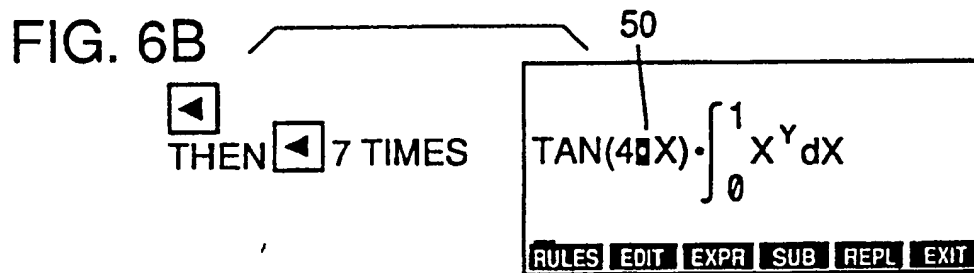 FIG. 6B
50
◄
THEN ◄ 7 TIMES
TAN(4·X)·∫₀¹ X^Y dX
RULES EDIT EXPR SUB REPL EXIT